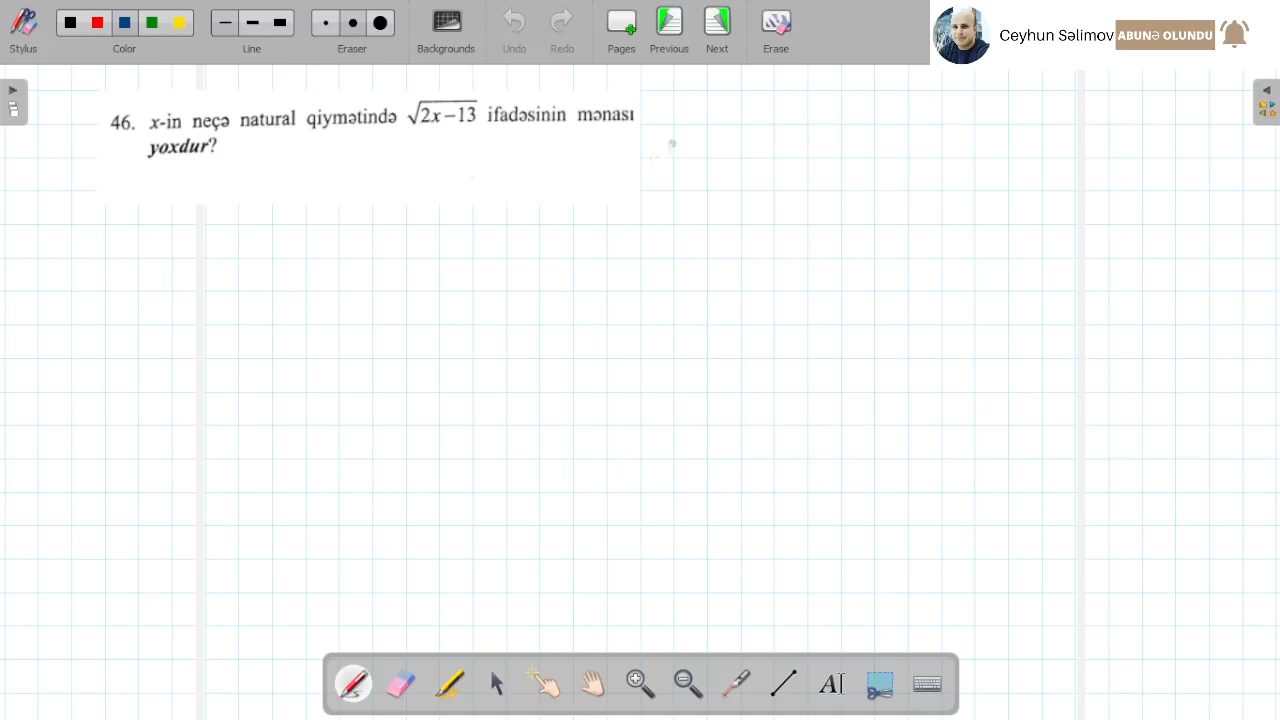 Stylus
Color
Line
Eraser
Backgrounds
Undo
Redo
Pages
Previous
Next
Erase
Ceyhun Səlimov
ABUNƏ OLUNDU
46. x-in neçə natural qiymətində √2x−13 ifadəsinin mənası
yoxdur?